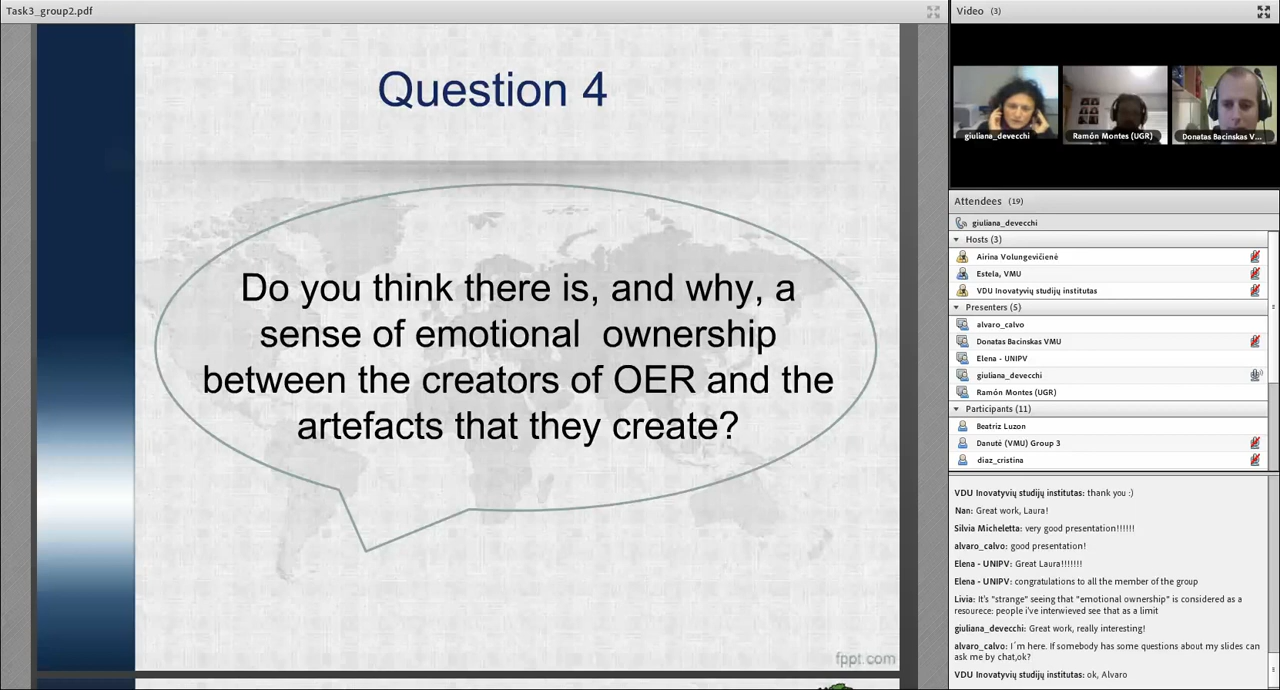 Task3_group2.pdf
Question 4
Do you think there is, and why, a
sense of emotional  ownership
between the creators of OER and the
artefacts that they create?
fppt.com
Video (3)
giuliana_devecchi
Ramón Montes (UGR)
Donatas Bacinskas V...
Attendees (19)
giuliana_devecchi
Hosts (3)
Airina Volungevičienė
Estela, VMU
VDU Inovatyvių studijų institutas
Presenters (5)
alvaro_calvo
Donatas Bacinskas VMU
Elena - UNIPV
giuliana_devecchi
Ramón Montes (UGR)
Participants (11)
Beatriz Luzon
Danutė (VMU) Group 3
diaz_cristina
VDU Inovatyvių studijų institutas: thank you :)
Nan: Great work, Laura!
Silvia Micheletta: very good presentation!!!!!!
alvaro_calvo: good presentation!
Elena - UNIPV: Great Laura!!!!!!!
Elena - UNIPV: congratulations to all the member of the group
Livia: It's "strange" seeing that "emotional ownership" is considered as a
resourece: people i've interwieved see that as a limit
giuliana_devecchi: Great work, really interesting!
alvaro_calvo: I´m here. If somebody has some questions about my slides can
ask me by chat,ok?
VDU Inovatyvių studijų institutas: ok, Alvaro